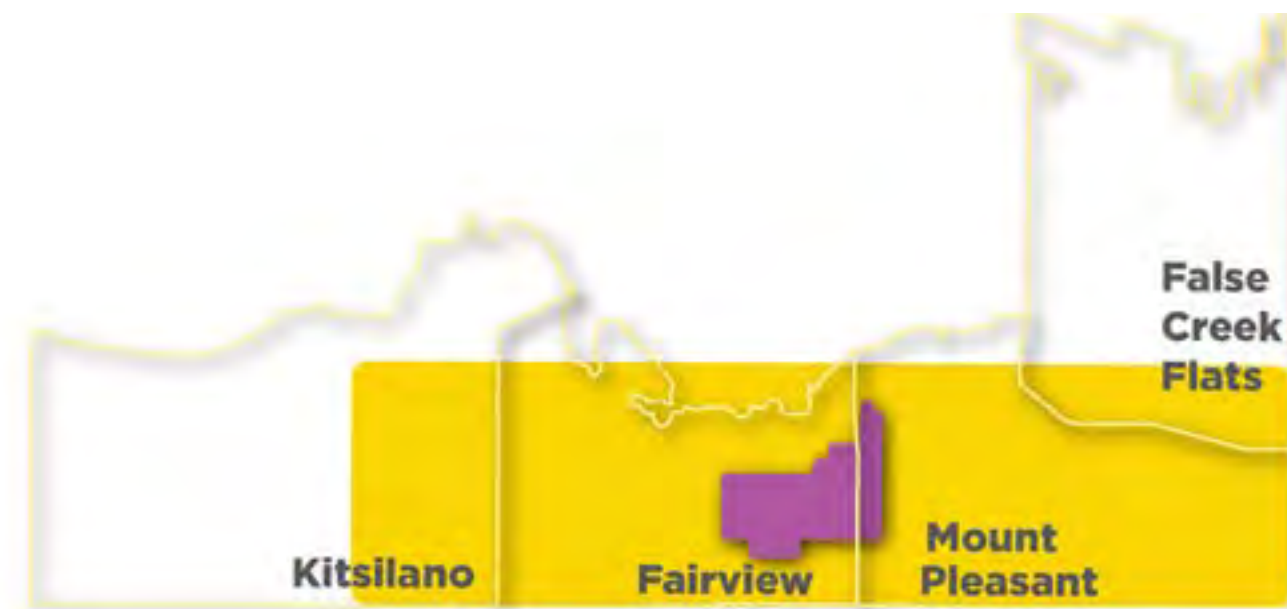 False
Creek
Flats
Kitsilano
Fairview
Mount
Pleasant